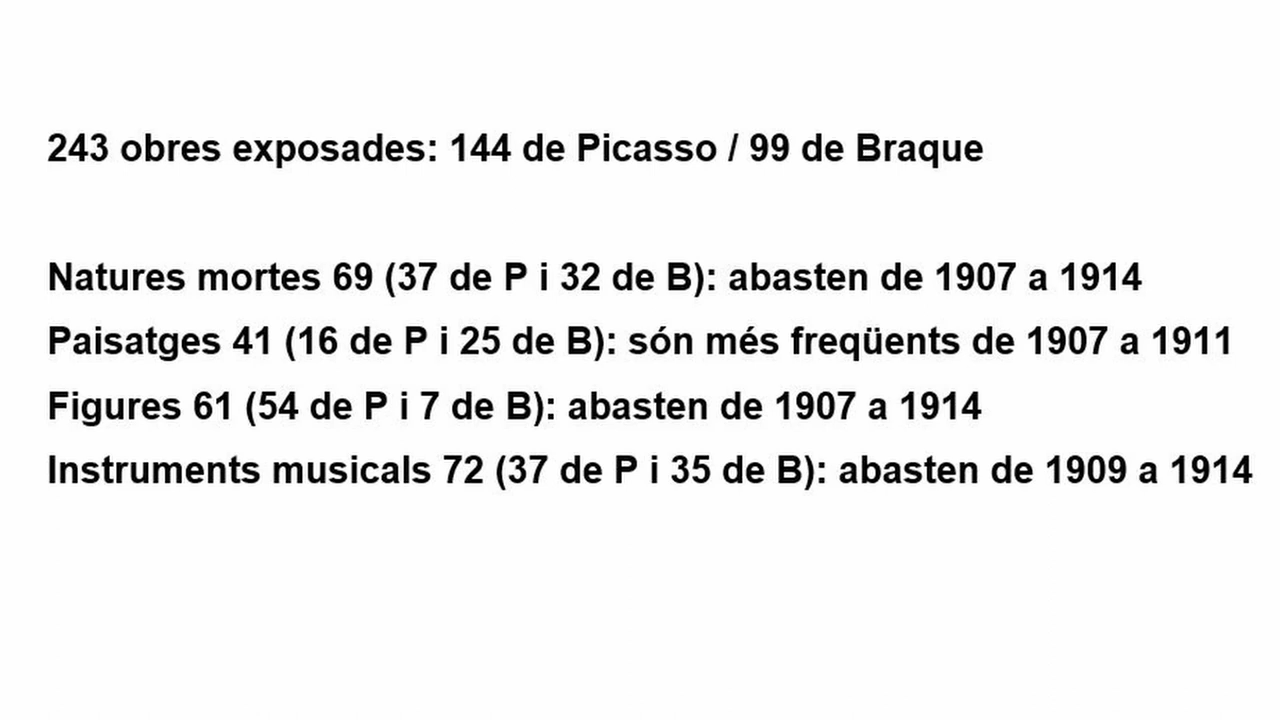 243 obres exposades: 144 de Picasso / 99 de Braque
Natures mortes 69 (37 de P i 32 de B): abasten de 1907 a 1914
Paisatges 41 (16 de P i 25 de B): són més freqüents de 1907 a 1911
Figures 61 (54 de P i 7 de B): abasten de 1907 a 1914
Instruments musicals 72 (37 de P i 35 de B): abasten de 1909 a 1914